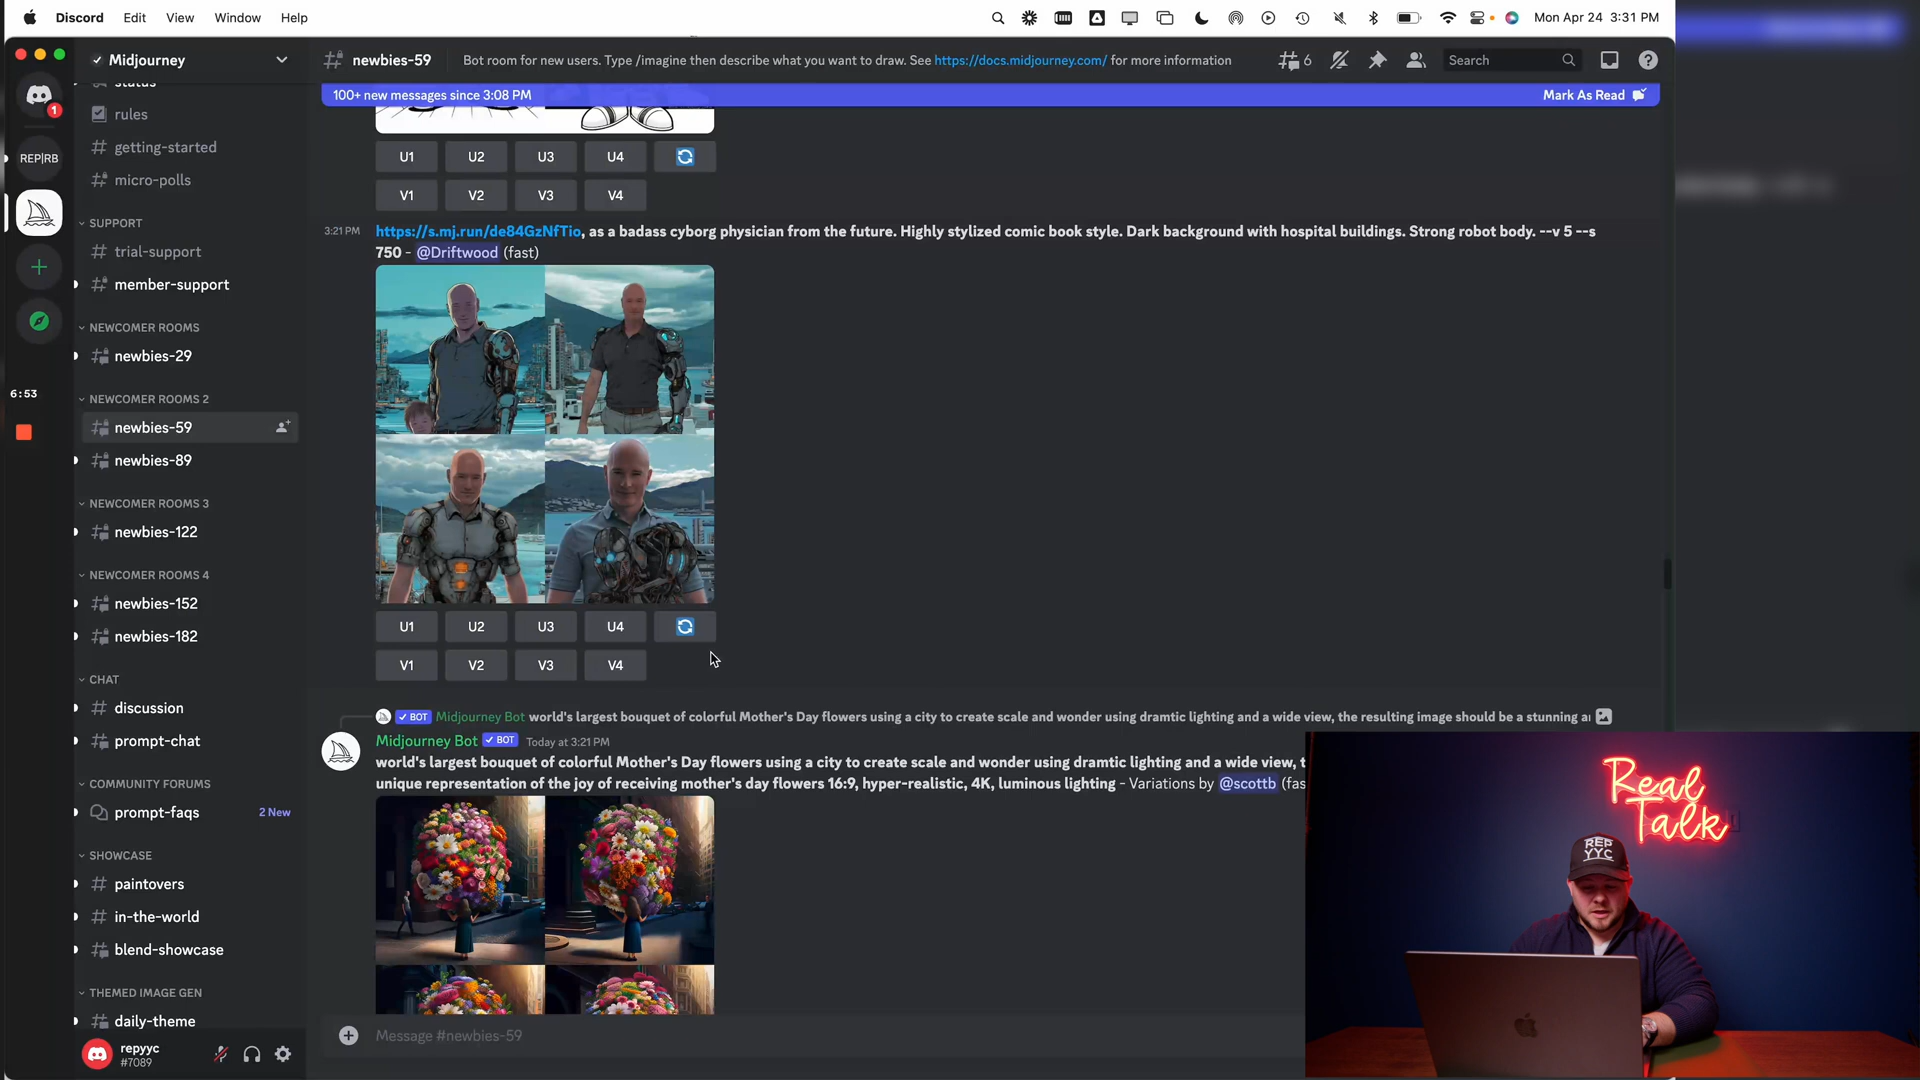 Discord Edit View Window Help Mon Apr 24 3:31 PM
Midjourney newbies-59 Bot room for new users. Type /imagine then describe what you want to draw. See https://docs.midjourney.com/ for more information 6 Search
100+ new messages since 3:08 PM Mark As Read
1
REP|RB
6:53
status
rules
getting-started
micro-polls
SUPPORT
trial-support
member-support
NEWCOMER ROOMS
newbies-29
NEWCOMER ROOMS 2
newbies-59
newbies-89
NEWCOMER ROOMS 3
newbies-122
NEWCOMER ROOMS 4
newbies-152
newbies-182
CHAT
discussion
prompt-chat
COMMUNITY FORUMS
prompt-faqs 2 New
SHOWCASE
paintovers
in-the-world
blend-showcase
THEMED IMAGE GEN
daily-theme
repyyc
#7089
U1 U2 U3 U4
V1 V2 V3 V4
3:21 PM https://s.mj.run/de84GzNfTio, as a badass cyborg physician from the future. Highly stylized comic book style. Dark background with hospital buildings. Strong robot body. --v 5 --s
750 - @Driftwood (fast)
U1 U2 U3 U4
V1 V2 V3 V4
BOT Midjourney Bot world's largest bouquet of colorful Mother's Day flowers using a city to create scale and wonder using dramtic lighting and a wide view, the resulting image should be a stunning
Midjourney Bot BOT Today at 3:21 PM
world's largest bouquet of colorful Mother's Day flowers using a city to create scale and wonder using dramtic lighting and a wide view,
unique representation of the joy of receiving mother's day flowers 16:9, hyper-realistic, 4K, luminous lighting - Variations by @scottb
Message #newbies-59
Real
Talk
REP
YYC